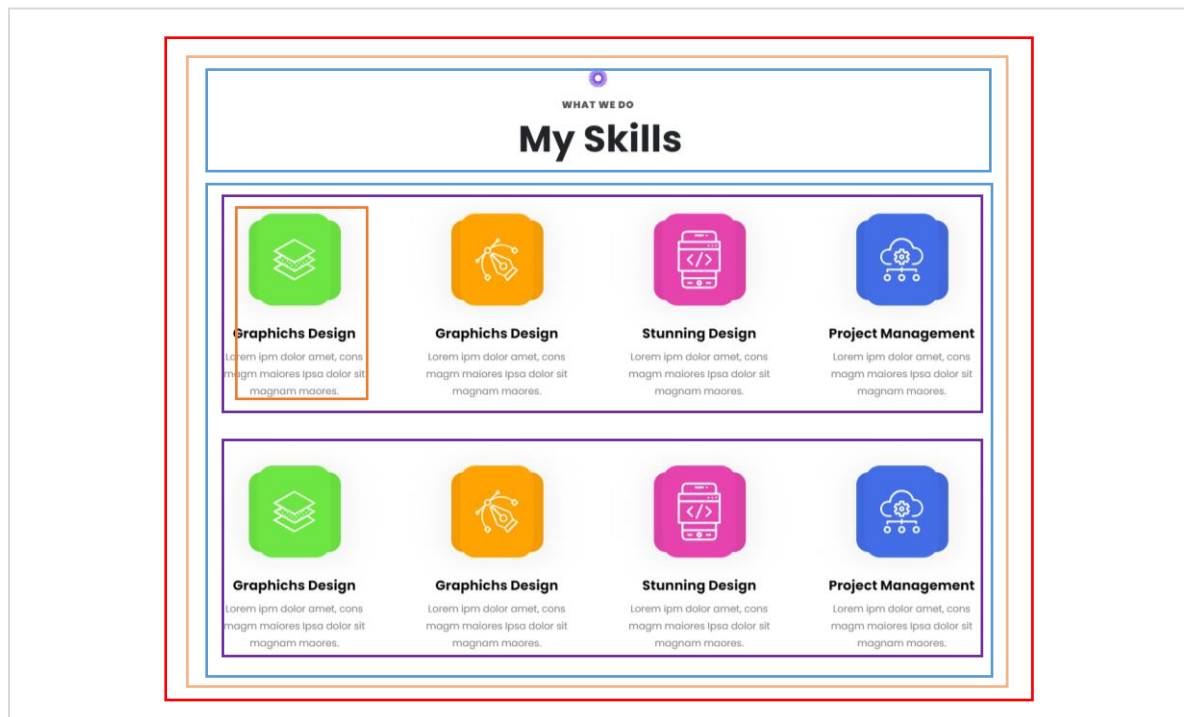 WHAT WE DO
My Skills
Graphichs Design
Graphichs Design
Stunning Design
Project Management
Lorem ipm dolor amet, cons
magm maiores Ipsa dolor sit
magnam maores.
Lorem ipm dolor amet, cons
magm maiores Ipsa dolor sit
magnam maores.
Lorem ipm dolor amet, cons
magm maiores Ipsa dolor sit
magnam maores.
Lorem ipm dolor amet, cons
magm maiores Ipsa dolor sit
magnam maores.
Graphichs Design
Graphichs Design
Stunning Design
Project Management
Lorem ipm dolor amet, cons
magm maiores Ipsa dolor sit
magnam maores.
Lorem ipm dolor amet, cons
magm maiores Ipsa dolor sit
magnam maores.
Lorem ipm dolor amet, cons
magm maiores Ipsa dolor sit
magnam maores.
Lorem ipm dolor amet, cons
magm maiores Ipsa dolor sit
magnam maores.